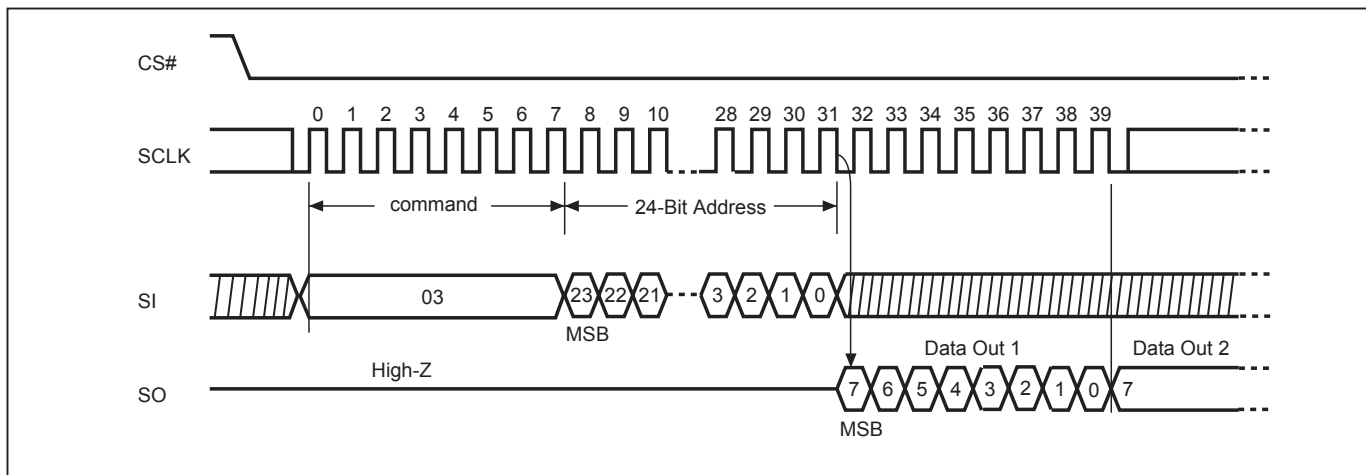 CS#
0 1 2 3 4 5 6 7 8 9 10 28 29 30 31 32 33 34 35 36 37 38 39
SCLK
command 24-Bit Address
SI 03 23 22 21 3 2 1 0
MSB
Data Out 1 Data Out 2
High-Z
SO 7 6 5 4 3 2 1 0 7
MSB